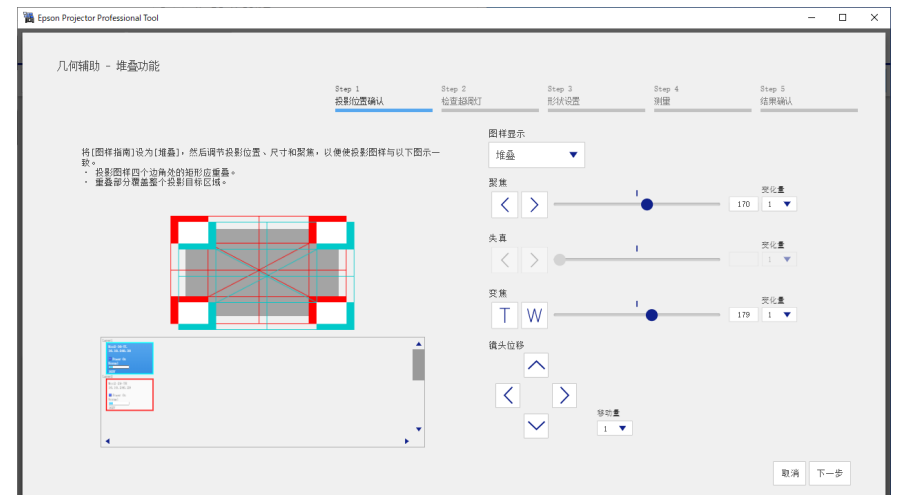 Epson Projector Professional Tool
几何辅助 - 堆叠功能
Step 1
投影位置确认
Step 2
检查超周灯
Step 3
形状设置
Step 4
测量
Step 5
结果确认
将[图样指南]设为[堆叠]，然后调节投影位置、尺寸和聚焦，以便使投影图样与以下图示一
致。
· 投影图样四个边角处的矩形应重叠。
· 重叠部分覆盖整个投影目标区域。
图样显示
堆叠
聚焦
170
变化量
1
失真
变化量
1
变焦
T W
179
变化量
1
镜头位移
移动量
1
取消 下一步